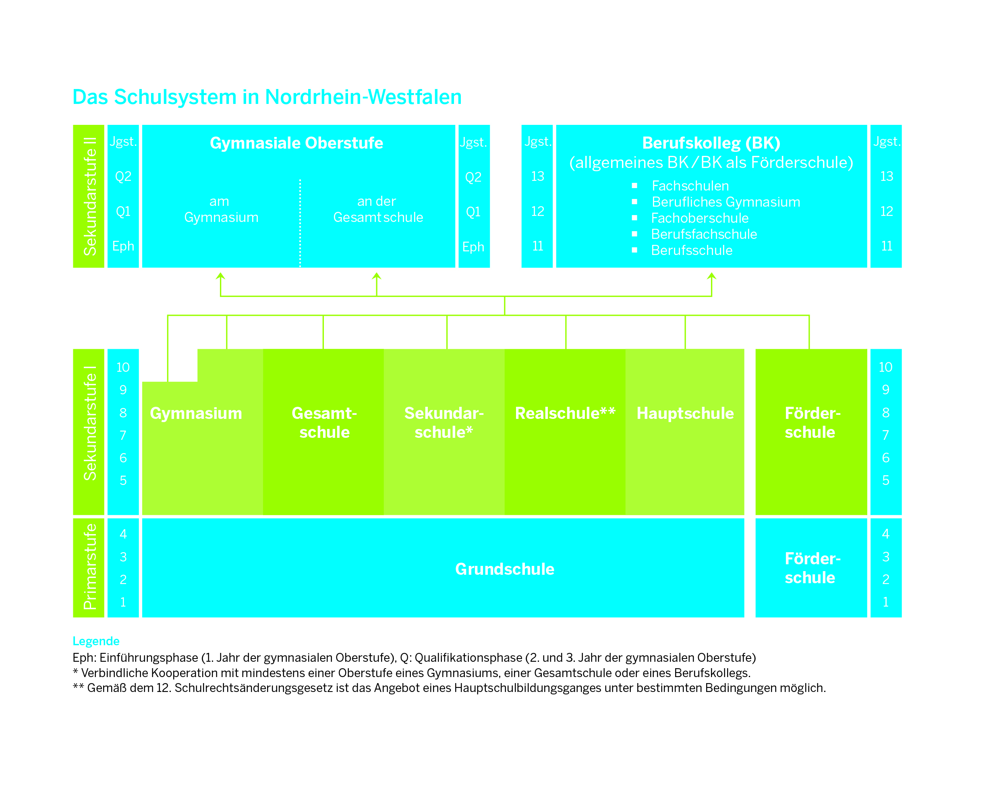 Das Schulsystem in Nordrhein-Westfalen
Sekundarstufe II
Jgst.
Q2
Q1
Eph
Gymnasiale Oberstufe
am
Gymnasium
an der
Gesamtschule
Jgst.
Q2
Q1
Eph
Jgst.
13
12
11
Berufskolleg (BK)
(allgemeines BK/BK als Förderschule)
Fachschulen
Berufliches Gymnasium
Fachoberschule
Berufsfachschule
Berufsschule
Jgst.
13
12
11
Sekundarstufe I
10
9
8
7
6
5
Gymnasium
Gesamt-
schule
Sekundar-
schule*
Realschule**
Hauptschule
Förder-
schule
10
9
8
7
6
5
Primarstufe
4
3
2
1
Grundschule
Förder-
schule
4
3
2
1
Legende
Eph: Einführungsphase (1. Jahr der gymnasialen Oberstufe), Q: Qualifikationsphase (2. und 3. Jahr der gymnasialen Oberstufe)
* Verbindliche Kooperation mit mindestens einer Oberstufe eines Gymnasiums, einer Gesamtschule oder eines Berufskollegs.
** Gemäß dem 12. Schulrechtsänderungsgesetz ist das Angebot eines Hauptschulbildungsganges unter bestimmten Bedingungen möglich.